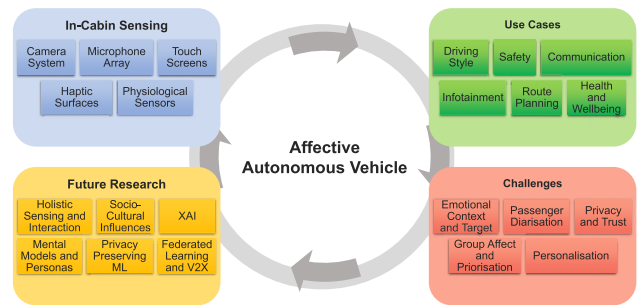 In-Cabin Sensing
Camera
System
Microphone
Array
Touch
Screens
Haptic
Surfaces
Physiological
Sensors
Use Cases
Driving
Style
Safety
Communication
Infotainment
Route
Planning
Health
and
Wellbeing
Affective
Autonomous Vehicle
Future Research
Holistic
Sensing and
Interaction
Socio-
Cultural
Influences
XAI
Mental
Models and
Personas
Privacy
Preserving
ML
Federated
Learning
and V2X
Challenges
Emotional
Context
and Target
Passenger
Diarisation
Privacy
and Trust
Group Affect
and
Priorisation
Personalisation